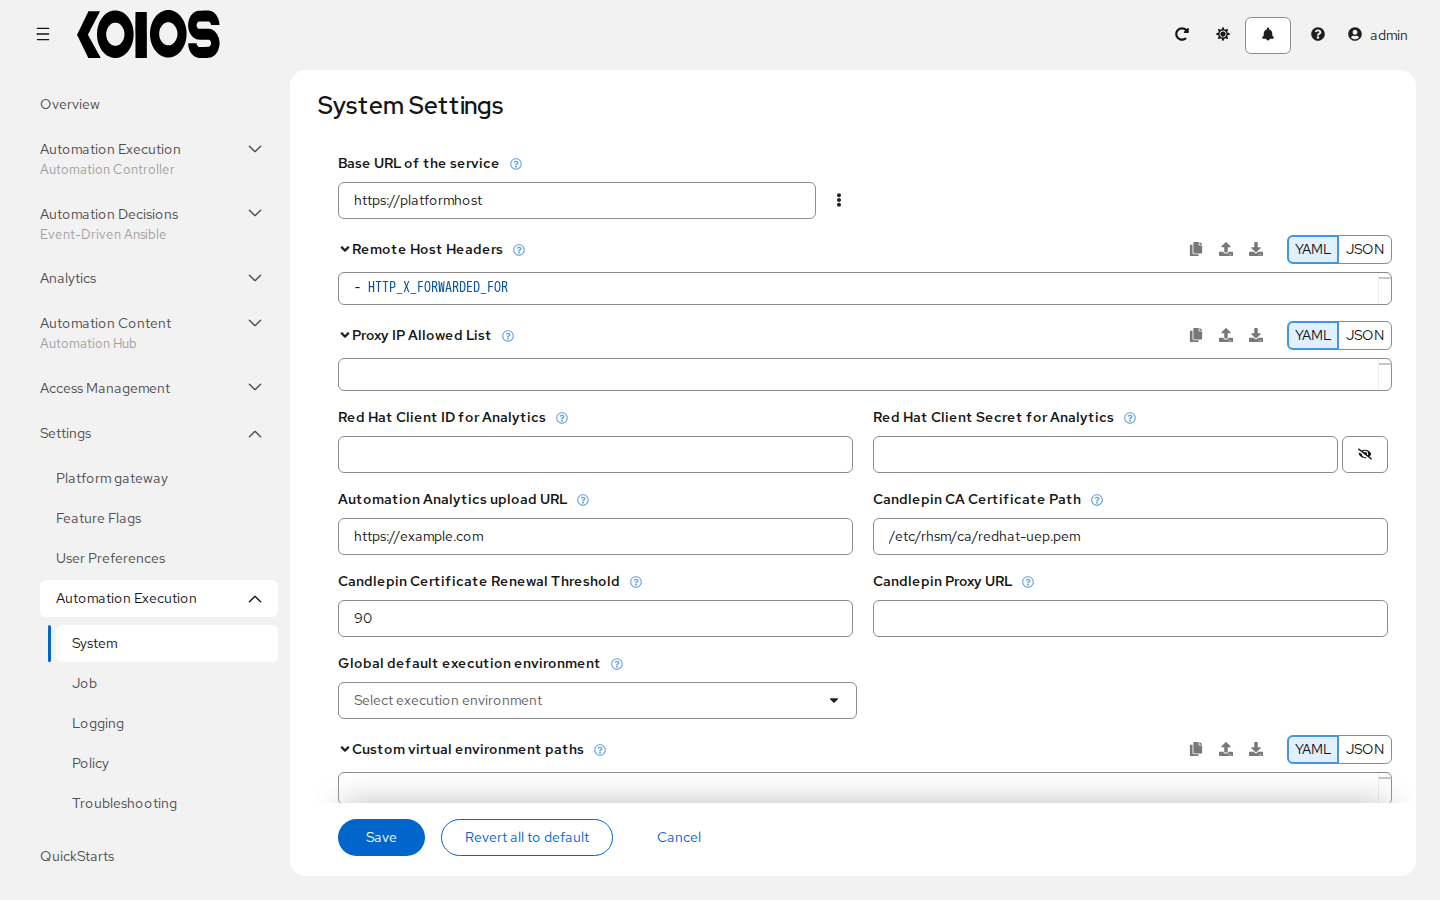 KOIOS
admin
Overview
Automation Execution
Automation Controller
Automation Decisions
Event-Driven Ansible
Analytics
Automation Content
Automation Hub
Access Management
Settings
Platform gateway
Feature Flags
User Preferences
Automation Execution
System
Job
Logging
Policy
Troubleshooting
QuickStarts
System Settings
Base URL of the service
https://platformhost
Remote Host Headers
YAML JSON
- HTTP_X_FORWARDED_FOR
Proxy IP Allowed List
YAML JSON
Red Hat Client ID for Analytics
Red Hat Client Secret for Analytics
Automation Analytics upload URL
Candlepin CA Certificate Path
https://example.com
/etc/rhsm/ca/redhat-uep.pem
Candlepin Certificate Renewal Threshold
Candlepin Proxy URL
90
Global default execution environment
Select execution environment
Custom virtual environment paths
YAML JSON
Save Revert all to default Cancel